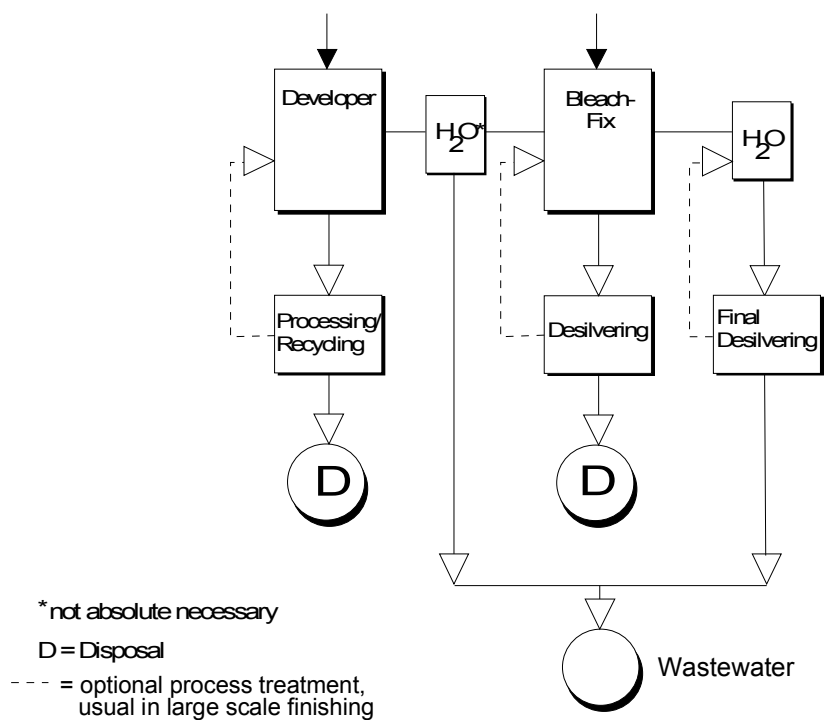 Developer
H2O*
Bleach-
Fix
H2O
Processing/
Recycling
Desilvering
Final
Desilvering
D
D
*not absolute necessary
D = Disposal
Wastewater
--- = optional process treatment,
usual in large scale finishing